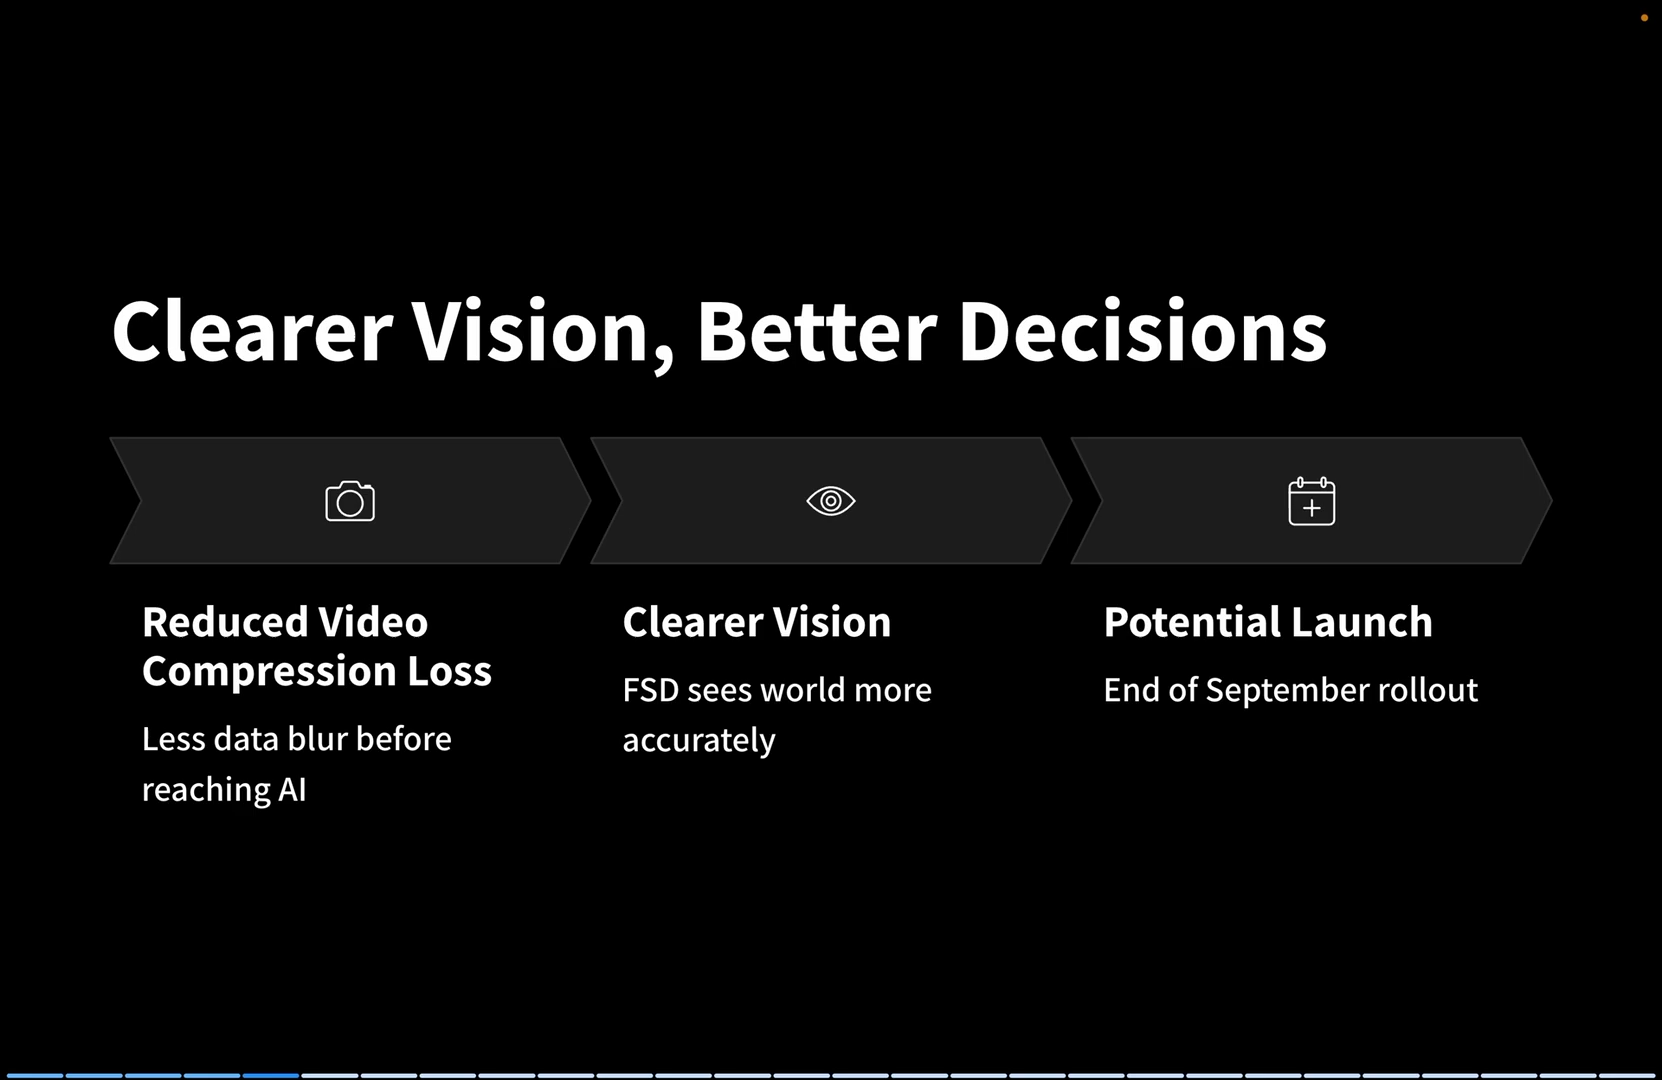 Clearer Vision, Better Decisions
Reduced Video
Compression Loss
Less data blur before
reaching AI
Clearer Vision
FSD sees world more
accurately
Potential Launch
End of September rollout